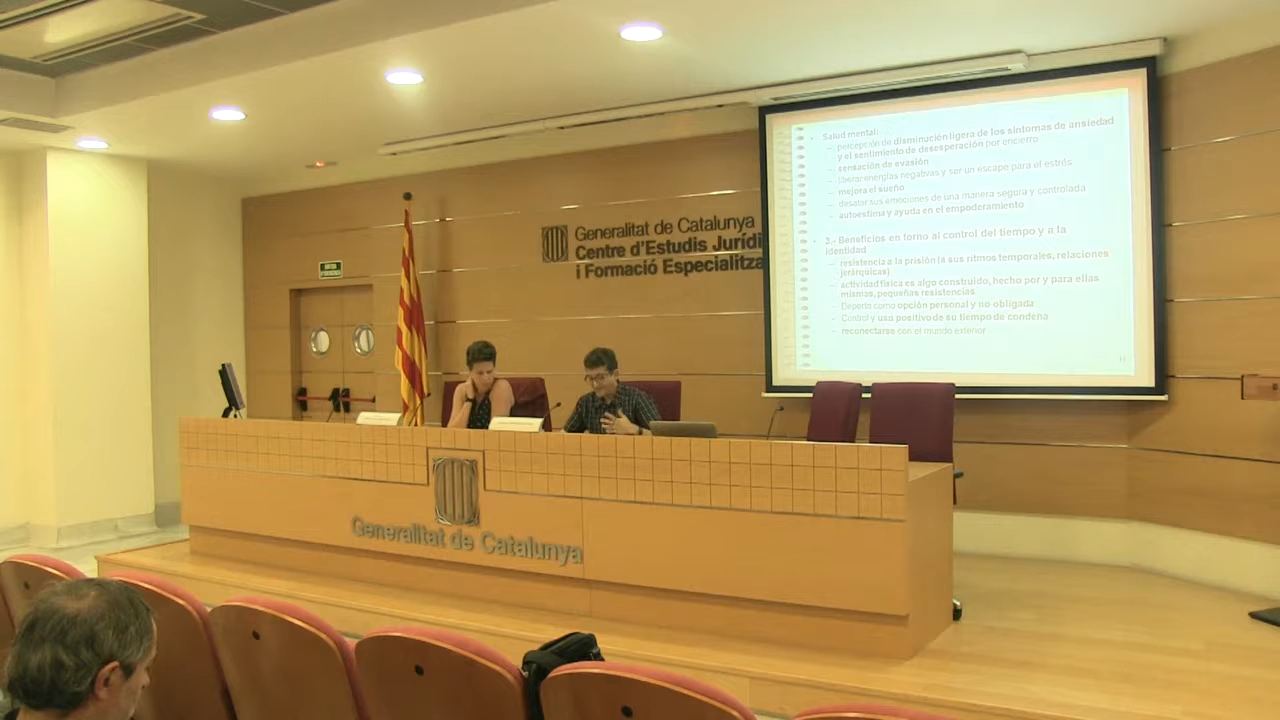 Generalitat de Catalunya
Centre d'Estudis Jurídi
i Formació Especialitza
Salud mental:
– percepción de disminución ligera de los síntomas de ansiedad
y el sentimiento de desesperación por encierro
– sensación de evasión
– liberar energías negativas y ser un escape para el estrés
– mejora el sueño
– desatar sus emociones de una manera segura y controlada
– autoestima y ayuda en el empoderamiento
2.- Beneficios en torno al control del tiempo y a la
identidad
– resistencia a la prisión (a sus ritmos temporales, relaciones
jerárquicas)
– actividad física es algo construido, hecho por y para ellas
mismas, pequeñas resistencias
– Deporte como opción personal y no obligada
– Control y uso positivo de su tiempo de condena
– reconectarse con el mundo exterior
Generalitat de Catalunya